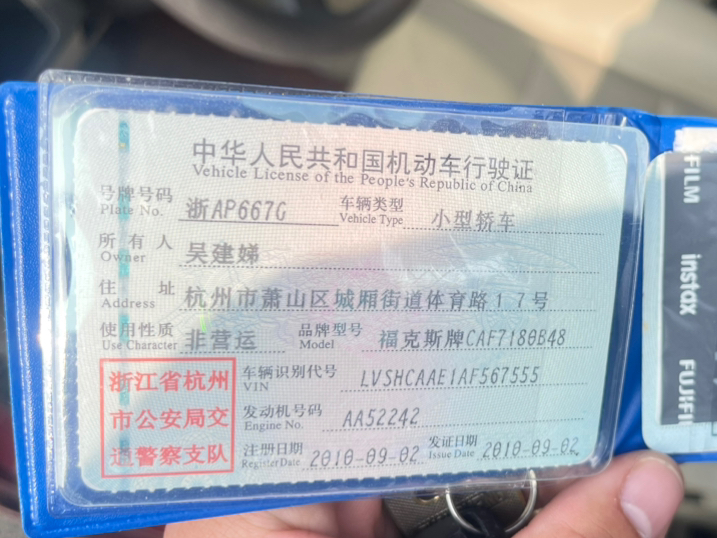 中华人民共和国机动车行驶证
Vehicle License of the People's Republic of China
号牌号码 浙AP667G 车辆类型 小型轿车
Plate No. Vehicle Type
所有人 吴建娣
Owner
住址 杭州市萧山区城厢街道体育路17号
Address
使用性质 非营运 品牌型号 福克斯牌CAF7180B48
Use Character Model
浙江省杭州
市公安局交
通警察支队
车辆识别代号 LVSHCAAE1AF567555
VIN
发动机号码 AA52242
Engine No.
注册日期 2010-09-02 发证日期 2010-09-02
Register Date Issue Date
FILM
instax
FUJIFI